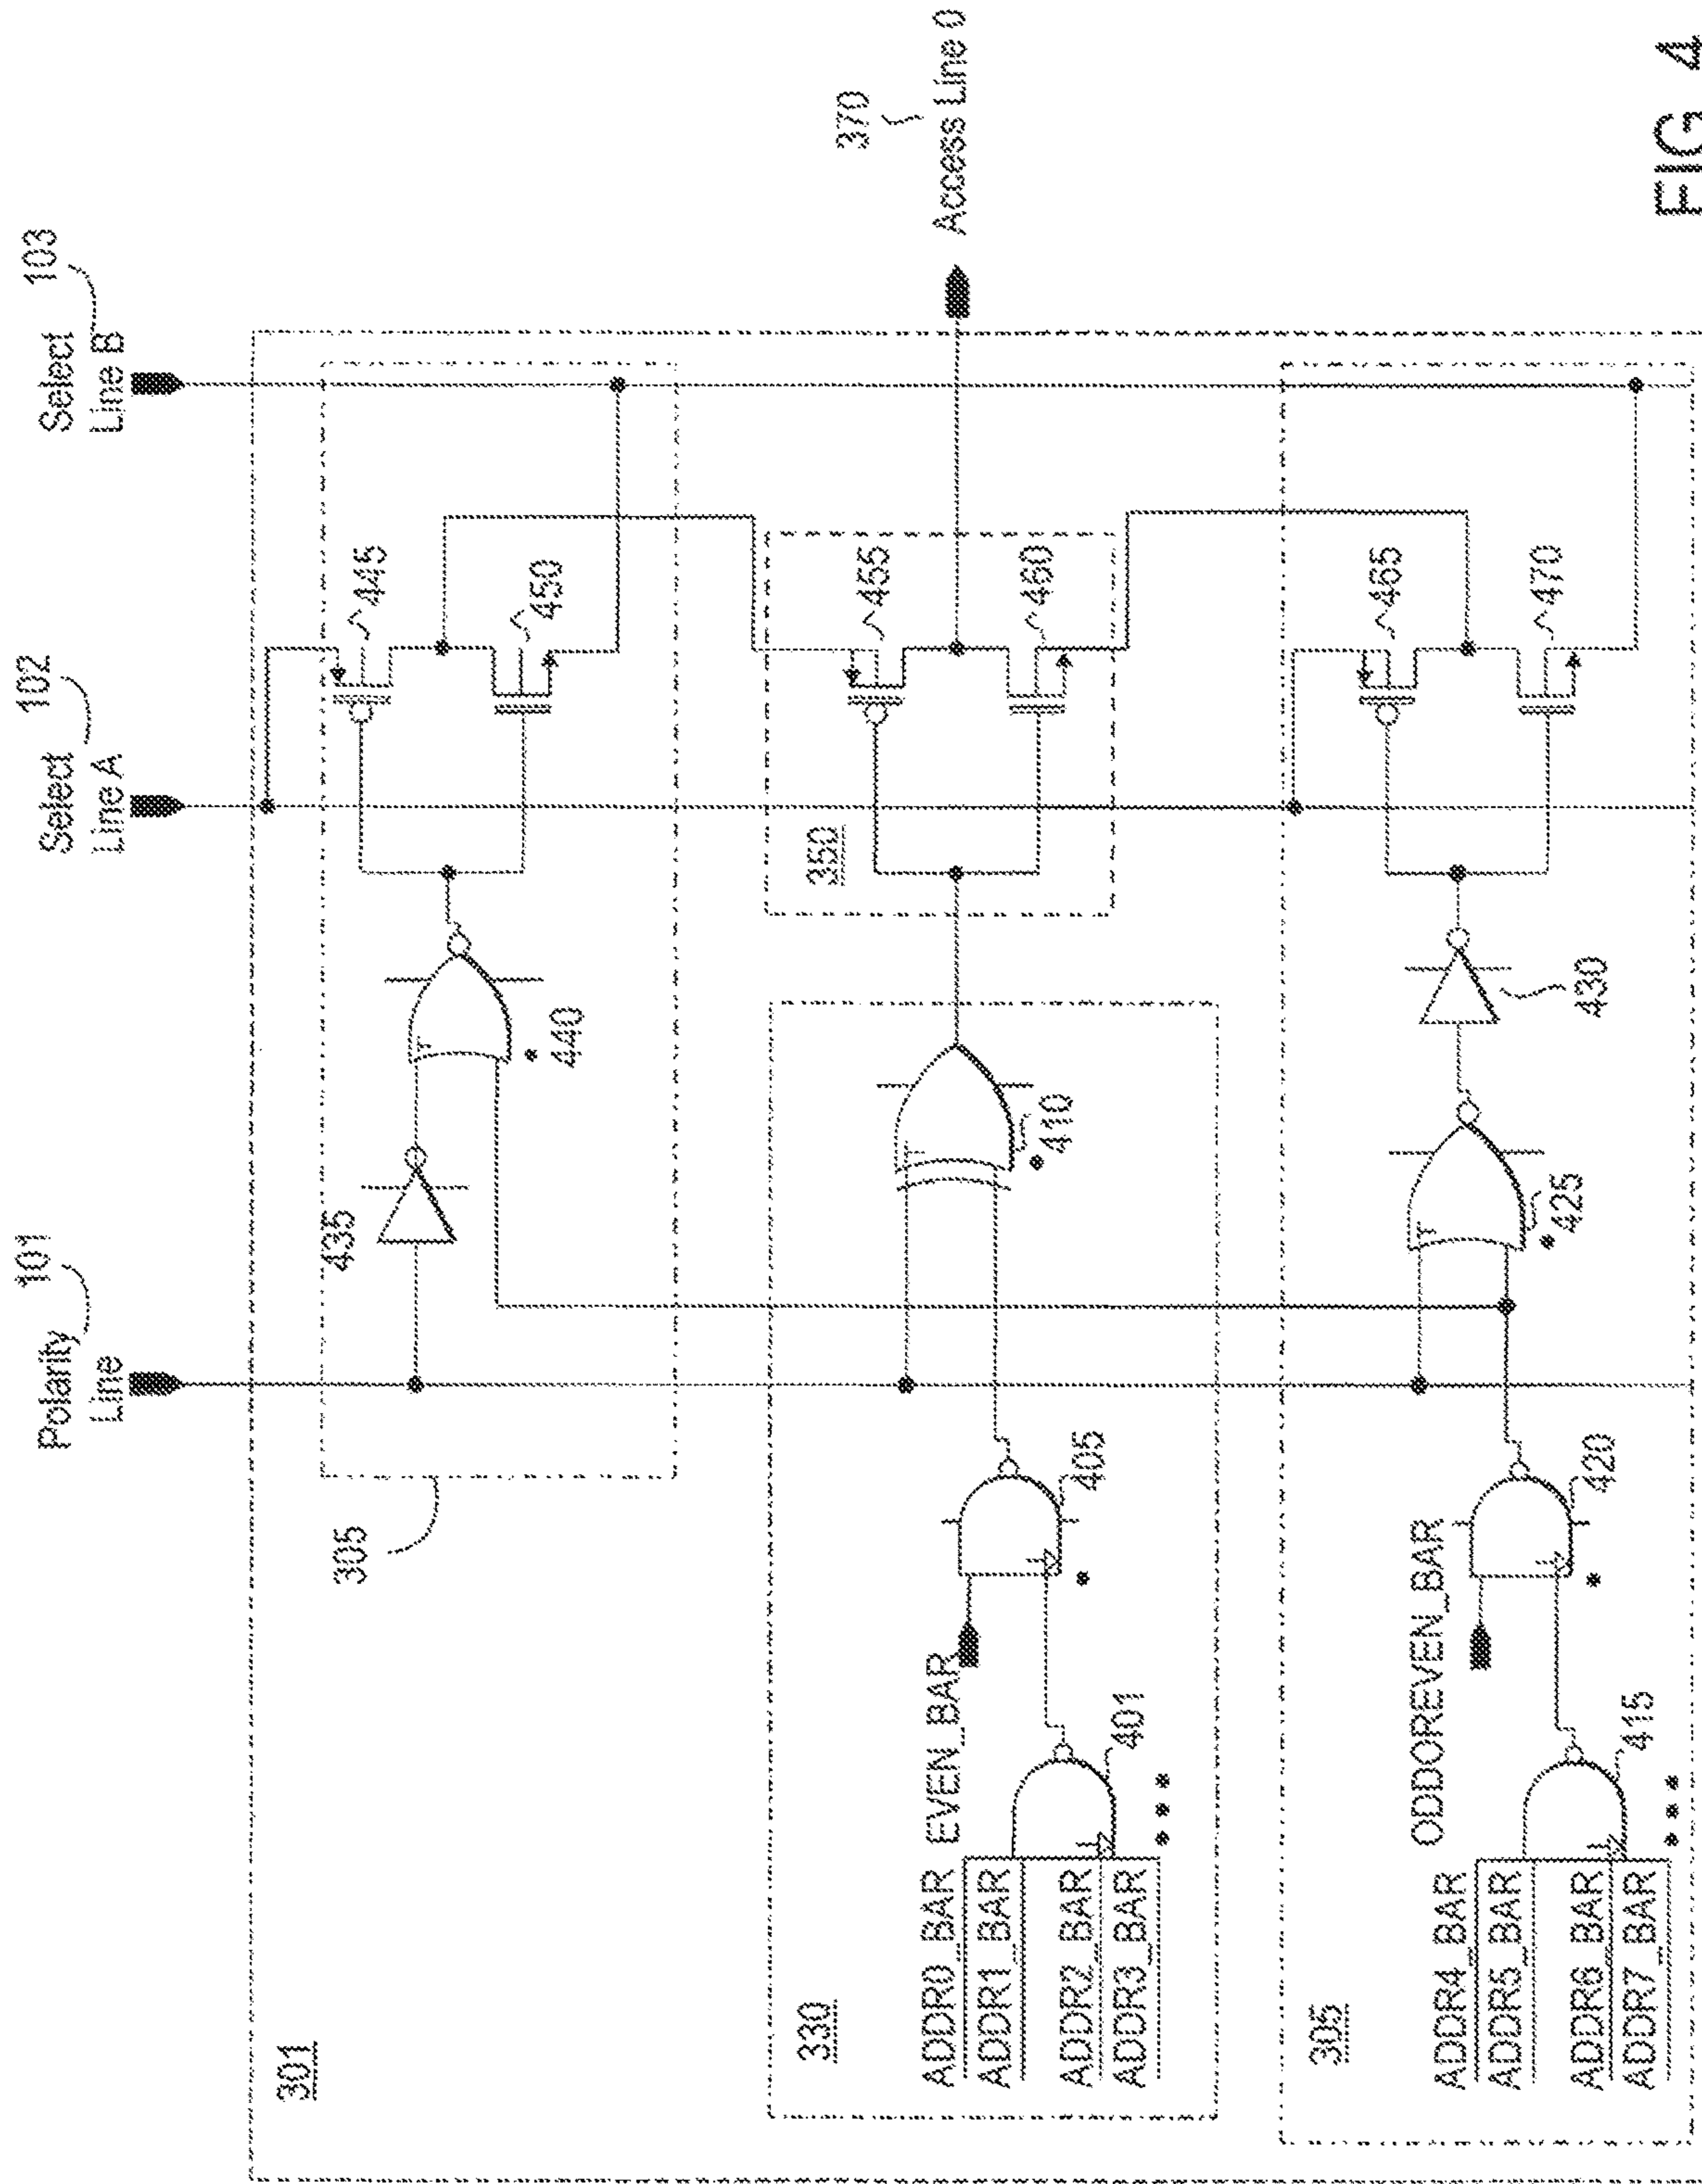 Polarity
Line
101
Select
Line A
102
Select
Line B
103
301
305
435
440
445
450
330
ADDR0_BAR
ADDR1_BAR
ADDR2_BAR
ADDR3_BAR
EVEN_BAR
401
405
410
350
455
460
370
Access Line 0
305
ADDR4_BAR
ADDR5_BAR
ADDR6_BAR
ADDR7_BAR
ODDOREVEN_BAR
415
420
425
430
465
470
FIG. 4